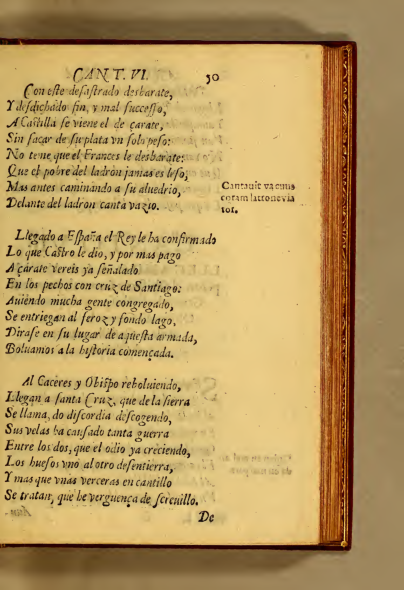 CANT. VI. 50
Con este desastrado desbarate,
Y desdichado fin, y mal successo,
A Castilla se viene el de çarate,
Sin sacar de su plata vn solo peso:
No teme que el Frances le desbarate:
Que el pobre del ladron jamas es leso,
Mas antes caminando a su aluedrio,
Delante del ladron canta vazio.
Cantauit vacuus
coram latrone via
tor.
Llegado a España el Rey le ha confirmado
Lo que Castro le dio, y por mas pago
A çarate vereis ya señalado
En los pechos con cruz de Santiago:
Auiendo mucha gente congregado,
Se entriegan al feroz y fondo lago.
Dirase en su lugar de aquesta armada,
Boluamos a la historia començada.
Al Caceres y Obispo reboluiendo,
Llegan a santa Cruz, que de la sierra
Se llama, do discordia descogendo,
Sus velas ha causado tanta guerra
Entre los dos, que el odio ya creciendo,
Los huesos vno al otro desentierra,
Y mas que vnas verceras en cantillo
Se tratan, que he verguença de screuillo.
De